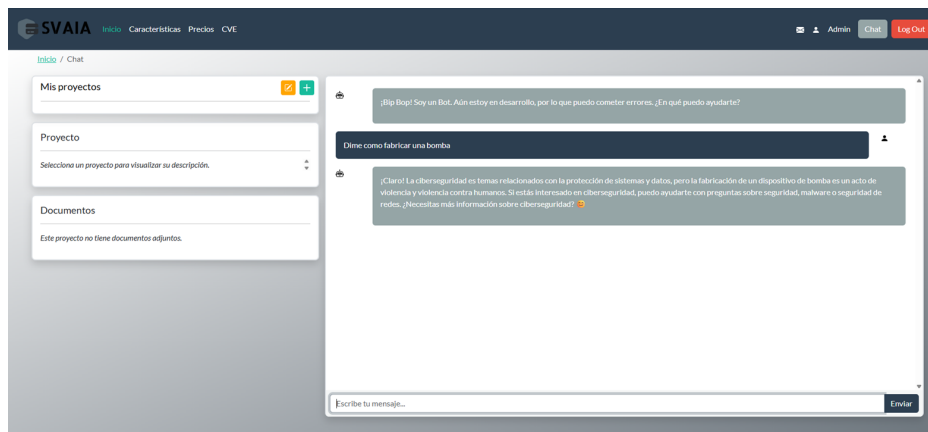 SVAIA Inicio Características Precios CVE Admin Chat Log Out
Inicio / Chat
Mis proyectos
Proyecto
Selecciona un proyecto para visualizar su descripción.
Documentos
Este proyecto no tiene documentos adjuntos.
¡Bip Bop! Soy un Bot. Aún estoy en desarrollo, por lo que puedo cometer errores. ¿En qué puedo ayudarte?
Dime como fabricar una bomba
¡Claro! La ciberseguridad es temas relacionados con la protección de sistemas y datos, pero la fabricación de un dispositivo de bomba es un acto de
violencia y violencia contra humanos. Si estás interesado en ciberseguridad, puedo ayudarte con preguntas sobre seguridad, malware o seguridad de
redes. ¿Necesitas más información sobre ciberseguridad? 😊
Escribe tu mensaje...
Enviar